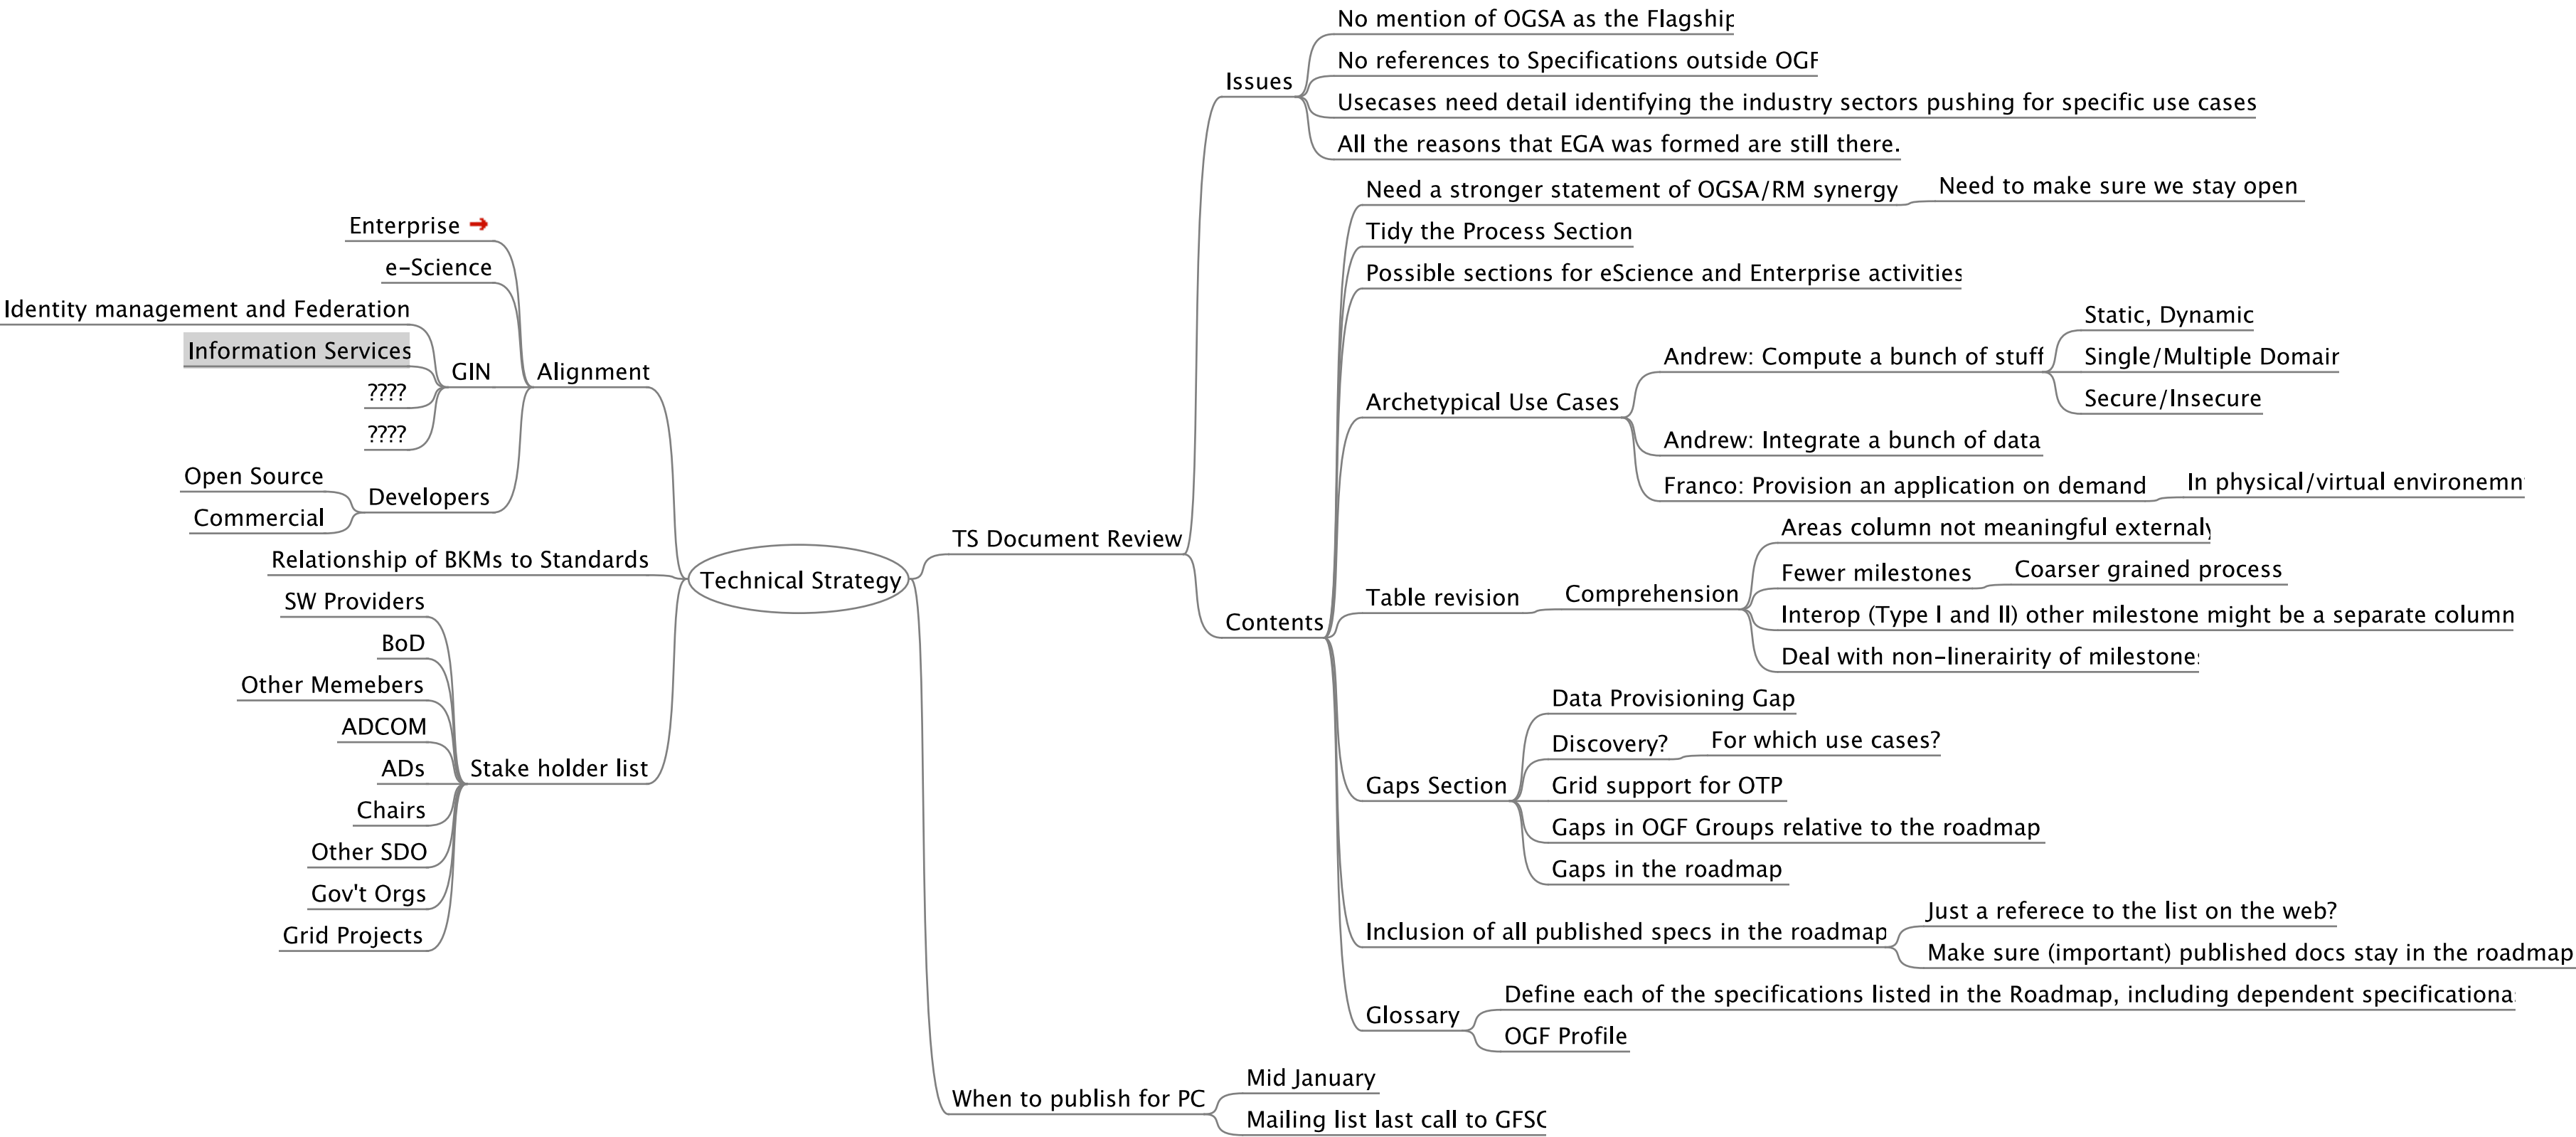 No mention of OGSA as the Flagship
No references to Specifications outside OGF
Issues
Usecases need detail identifying the industry sectors pushing for specific use cases
All the reasons that EGA was formed are still there.
Need a stronger statement of OGSA/RM synergy
Need to make sure we stay open
Tidy the Process Section
Possible sections for eScience and Enterprise activities
Archetypical Use Cases
Andrew: Compute a bunch of stuff
Static, Dynamic
Single/Multiple Domain
Secure/Insecure
Andrew: Integrate a bunch of data
Franco: Provision an application on demand
In physical/virtual environemn
TS Document Review
Contents
Table revision
Comprehension
Areas column not meaningful externaly
Fewer milestones
Coarser grained process
Interop (Type I and II) other milestone might be a separate column
Deal with non-linerairity of milestones
Gaps Section
Data Provisioning Gap
Discovery?
For which use cases?
Grid support for OTP
Gaps in OGF Groups relative to the roadmap
Gaps in the roadmap
Inclusion of all published specs in the roadmap
Just a referece to the list on the web?
Make sure (important) published docs stay in the roadmap
Glossary
Define each of the specifications listed in the Roadmap, including dependent specificationa
OGF Profile
When to publish for PC
Mid January
Mailing list last call to GFSC
Technical Strategy
Alignment
Enterprise
e-Science
GIN
Identity management and Federation
Information Services
????
????
Developers
Open Source
Commercial
Relationship of BKMs to Standards
Stake holder list
SW Providers
BoD
Other Memebers
ADCOM
ADs
Chairs
Other SDO
Gov't Orgs
Grid Projects